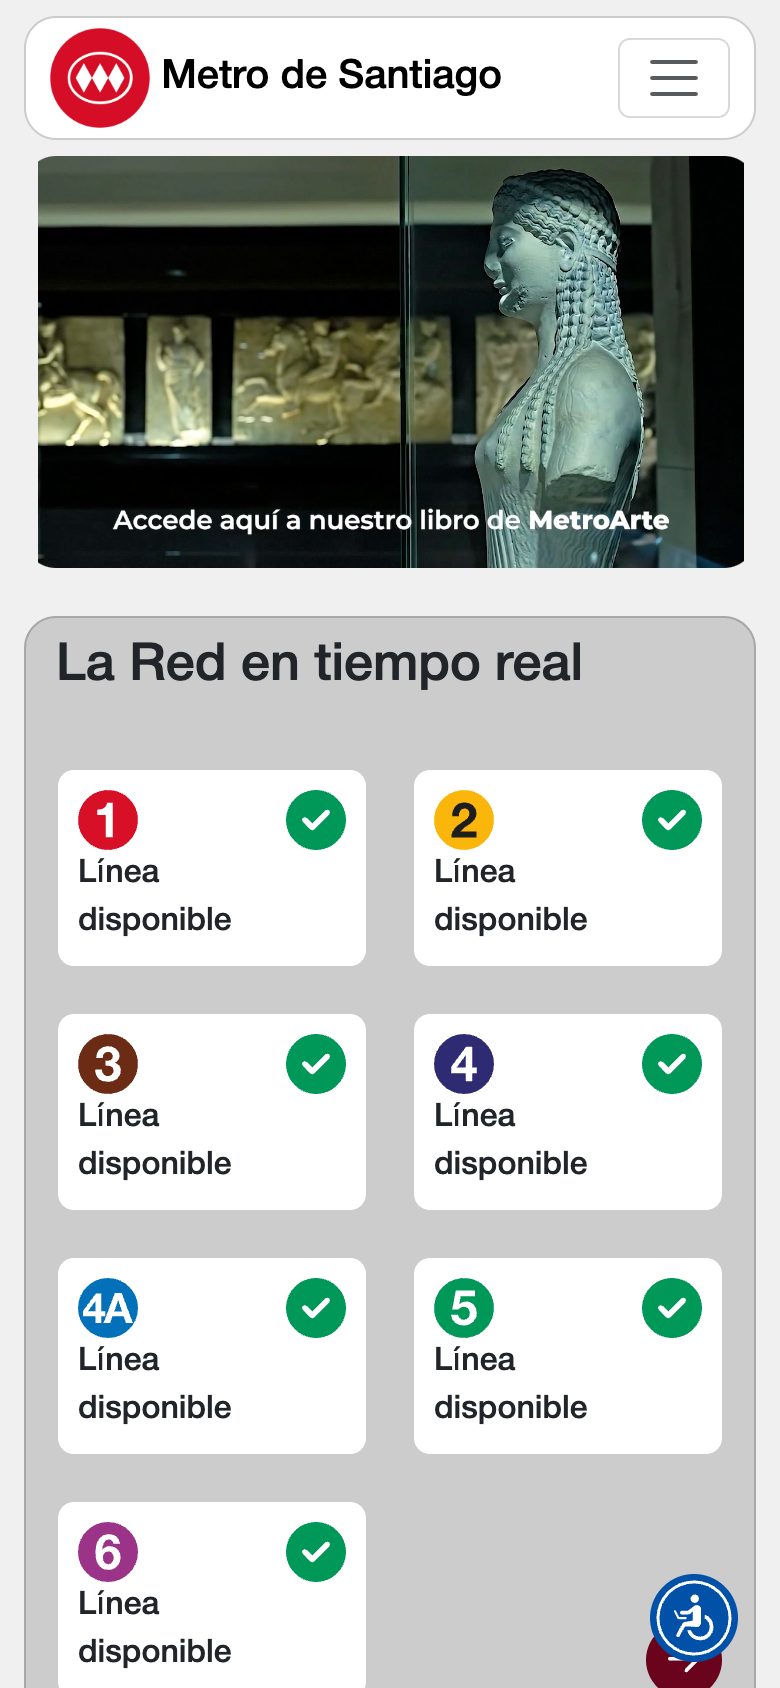 Metro de Santiago
Accede aquí a nuestro libro de MetroArte
La Red en tiempo real
1
Línea
disponible
2
Línea
disponible
3
Línea
disponible
4
Línea
disponible
4A
Línea
disponible
5
Línea
disponible
6
Línea
disponible